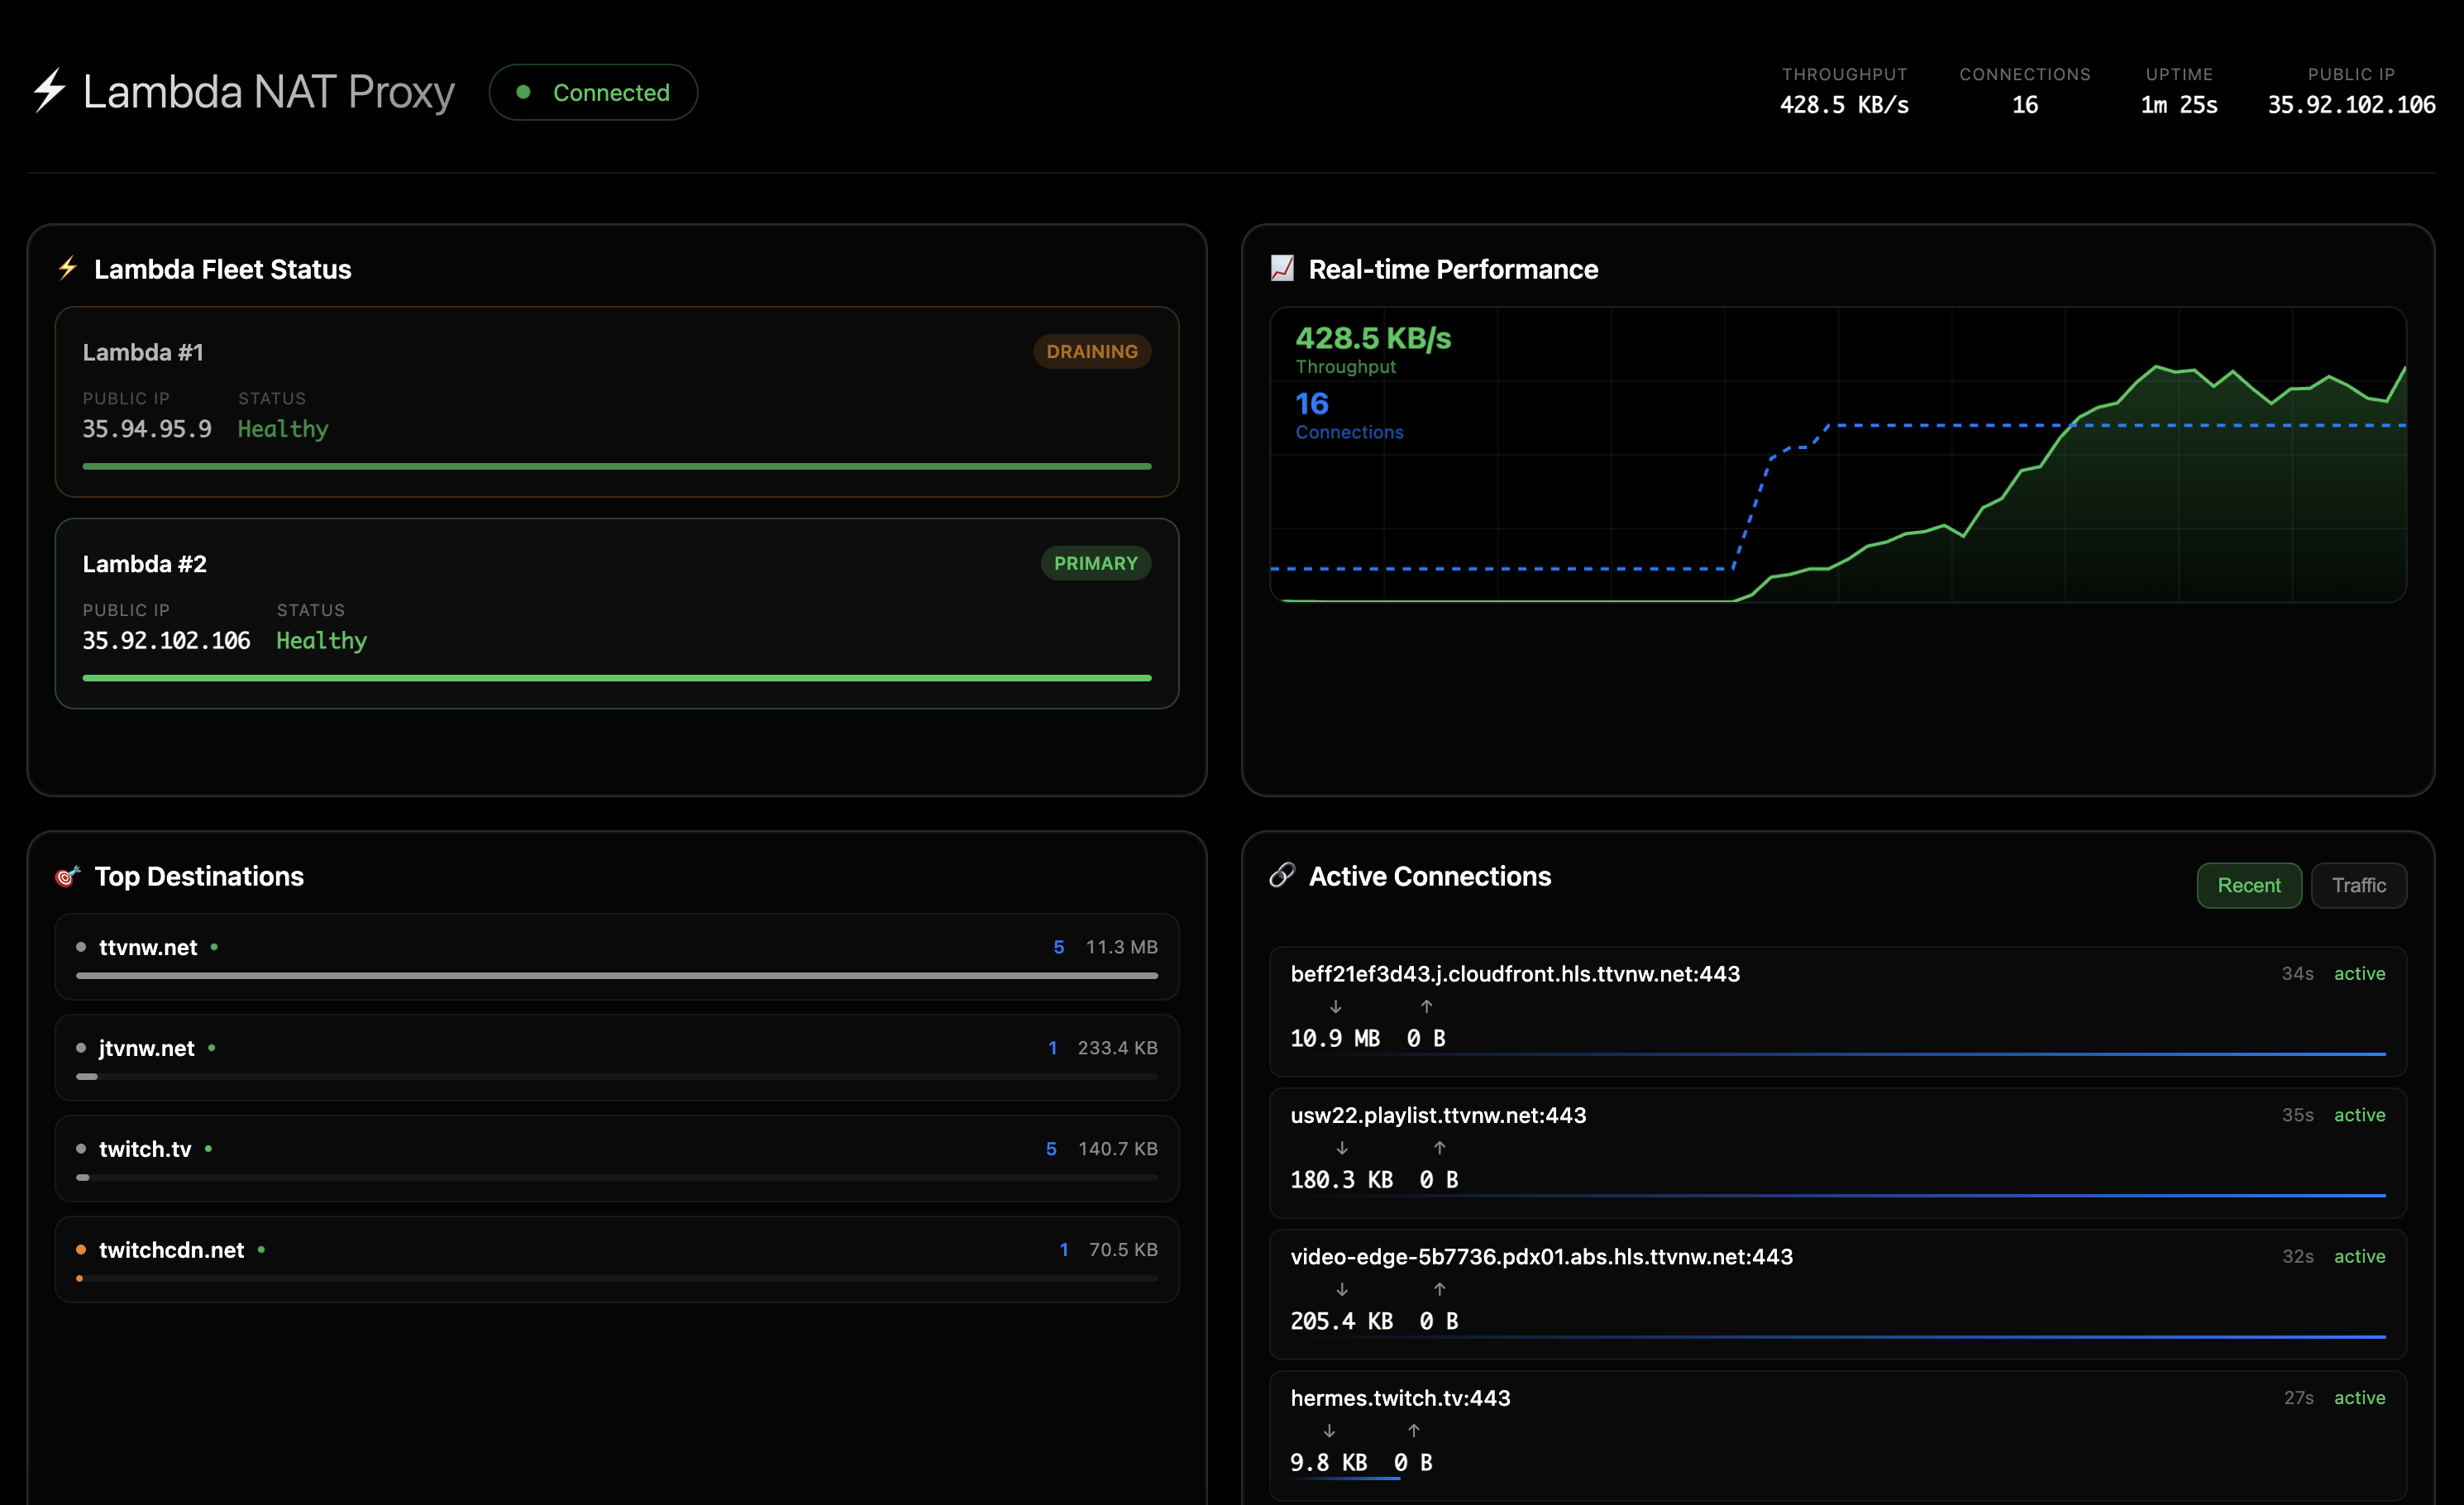 Lambda NAT Proxy
Connected
THROUGHPUT
428.5 KB/s
CONNECTIONS
16
UPTIME
1m 25s
PUBLIC IP
35.92.102.106
Lambda Fleet Status
Lambda #1
DRAINING
PUBLIC IP STATUS
35.94.95.9 Healthy
Lambda #2
PRIMARY
PUBLIC IP STATUS
35.92.102.106 Healthy
Real-time Performance
428.5 KB/s
Throughput
16
Connections
Top Destinations
ttvnw.net 5 11.3 MB
jtvnw.net 1 233.4 KB
twitch.tv 5 140.7 KB
twitchcdn.net 1 70.5 KB
Active Connections
Recent Traffic
beff21ef3d43.j.cloudfront.hls.ttvnw.net:443 34s active
↓ ↑
10.9 MB 0 B
usw22.playlist.ttvnw.net:443 35s active
↓ ↑
180.3 KB 0 B
video-edge-5b7736.pdx01.abs.hls.ttvnw.net:443 32s active
↓ ↑
205.4 KB 0 B
hermes.twitch.tv:443 27s active
↓ ↑
9.8 KB 0 B